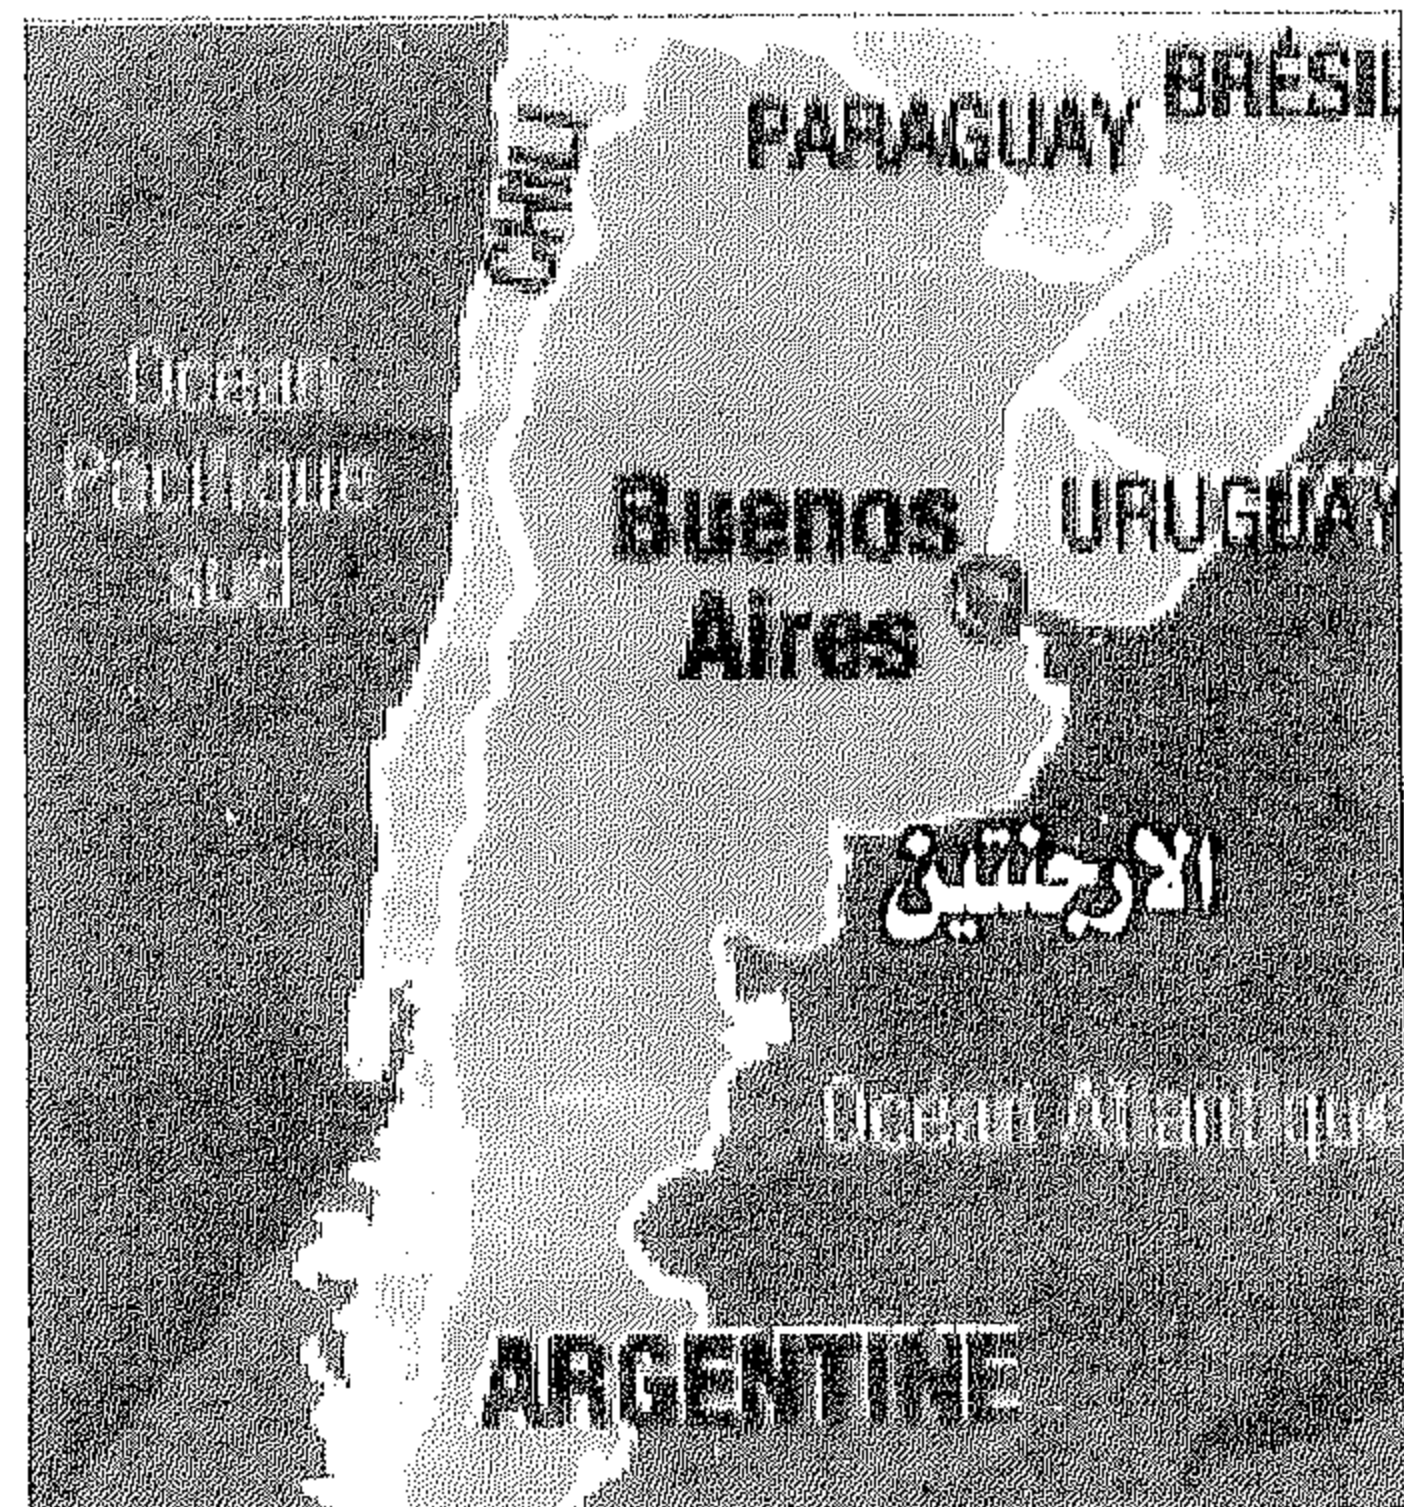 BRÉSIL
PARAGUAY
CHILI
Océan
Pacifique
sud
Buenos
Aires
URUGUAY
الارجنتين
Océan Atlantique
ARGENTINE